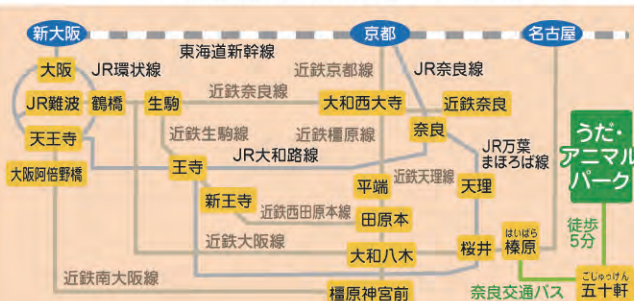 新大阪
京都
名古屋
東海道新幹線
大阪
JR環状線
近鉄京都線
JR奈良線
JR難波
鶴橋
生駒
近鉄奈良線
大和西大寺
近鉄奈良
天王寺
近鉄生駒線
近鉄橿原線
奈良
JR万葉
まほろば線
うだ・
アニマル
パーク
大阪阿倍野橋
王寺
JR大和路線
平端
近鉄天理線
天理
新王寺
近鉄西田原本線
田原本
徒歩
5分
近鉄大阪線
大和八木
桜井
はいばら
榛原
近鉄南大阪線
橿原神宮前
奈良交通バス
ごじゅっけん
五十軒